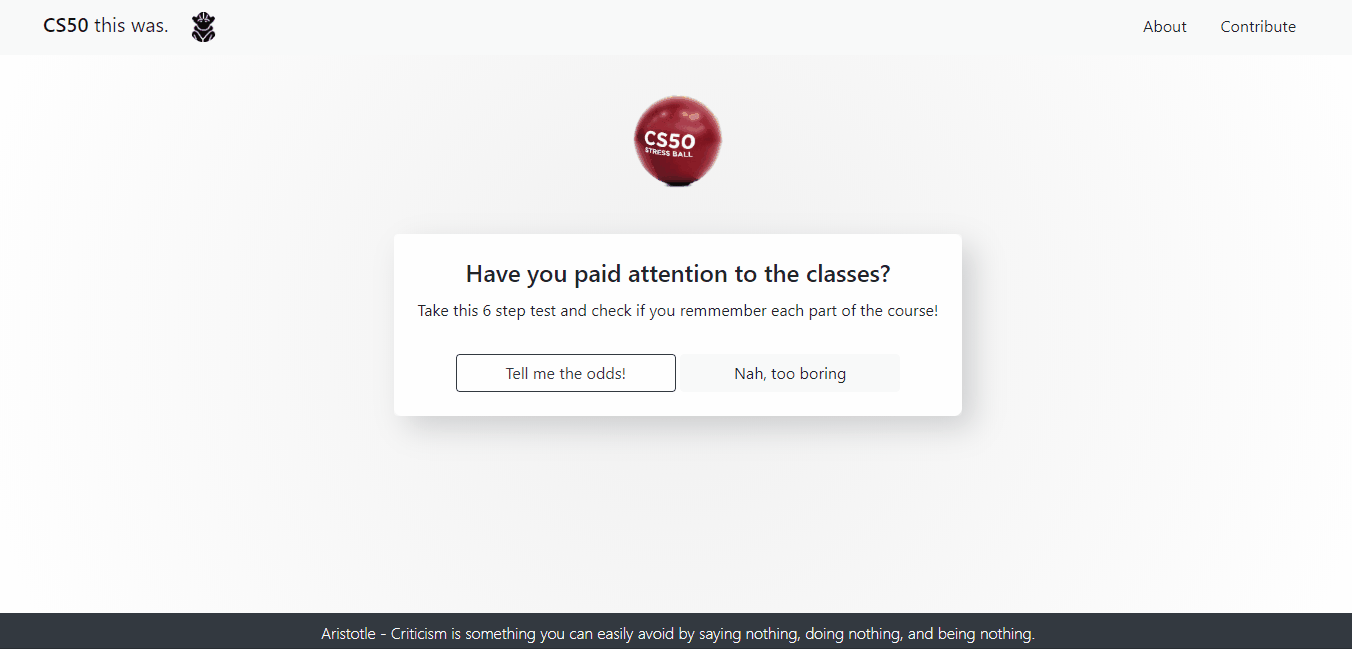 CS50 this was.
About
Contribute
CS50
STRESS BALL
Have you paid attention to the classes?
Take this 6 step test and check if you remmember each part of the course!
Tell me the odds!
Nah, too boring
Aristotle - Criticism is something you can easily avoid by saying nothing, doing nothing, and being nothing.